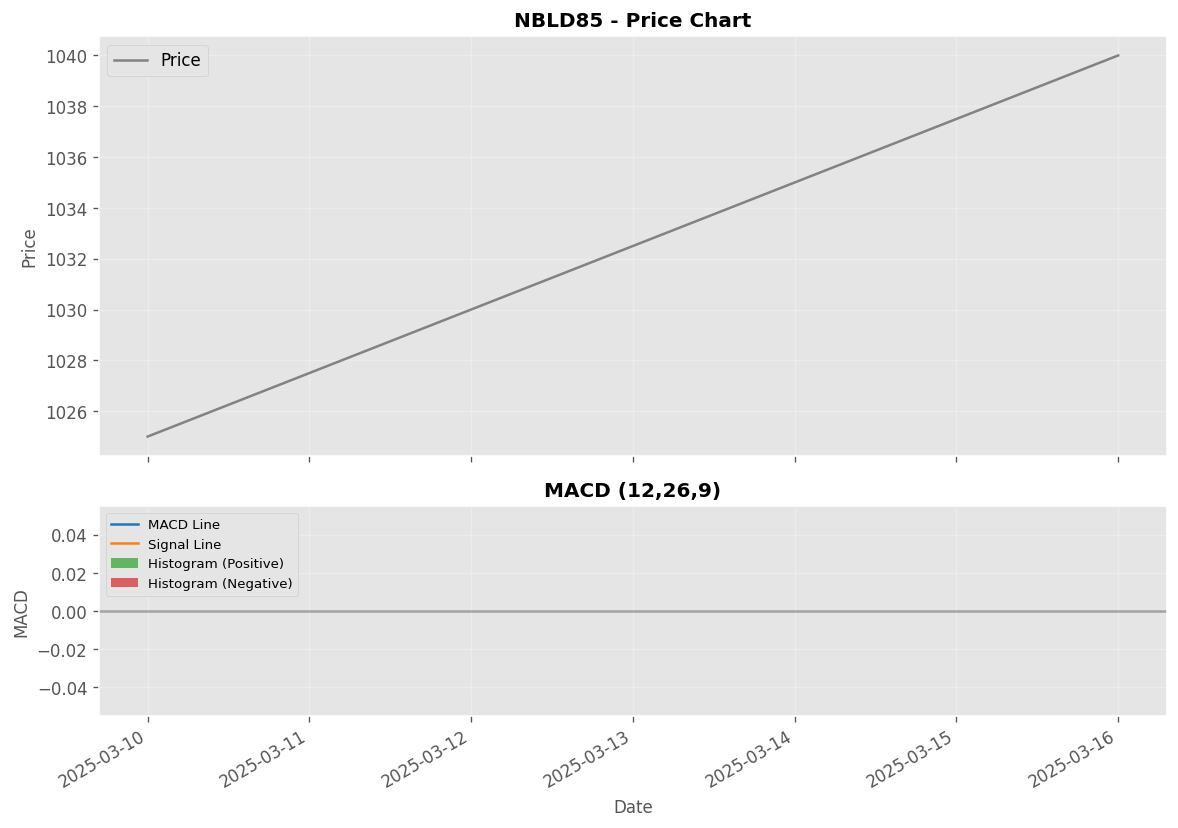 NBLD85 - Price Chart
Price
1040
1038
1036
1034
1032
1030
1028
1026
Price
MACD (12,26,9)
MACD Line
Signal Line
Histogram (Positive)
Histogram (Negative)
0.04
0.02
0.00
−0.02
−0.04
MACD
2025-03-10
2025-03-11
2025-03-12
2025-03-13
2025-03-14
2025-03-15
2025-03-16
Date